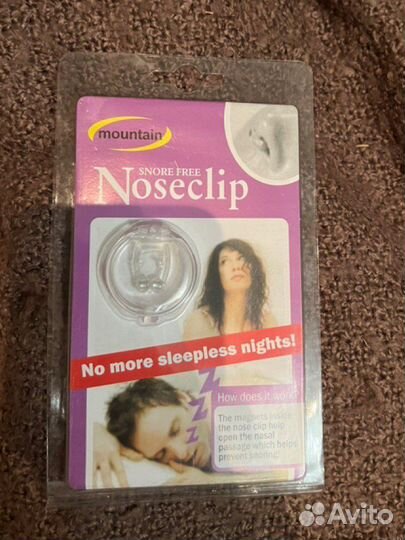 mountain
SNORE FREE
Noseclip
No more sleepless nights!
Z
Z
Z
Z
How does it work?
The magnets inside
the nose clip help
open the nasal
passage which helps
prevent snoring.
Avito